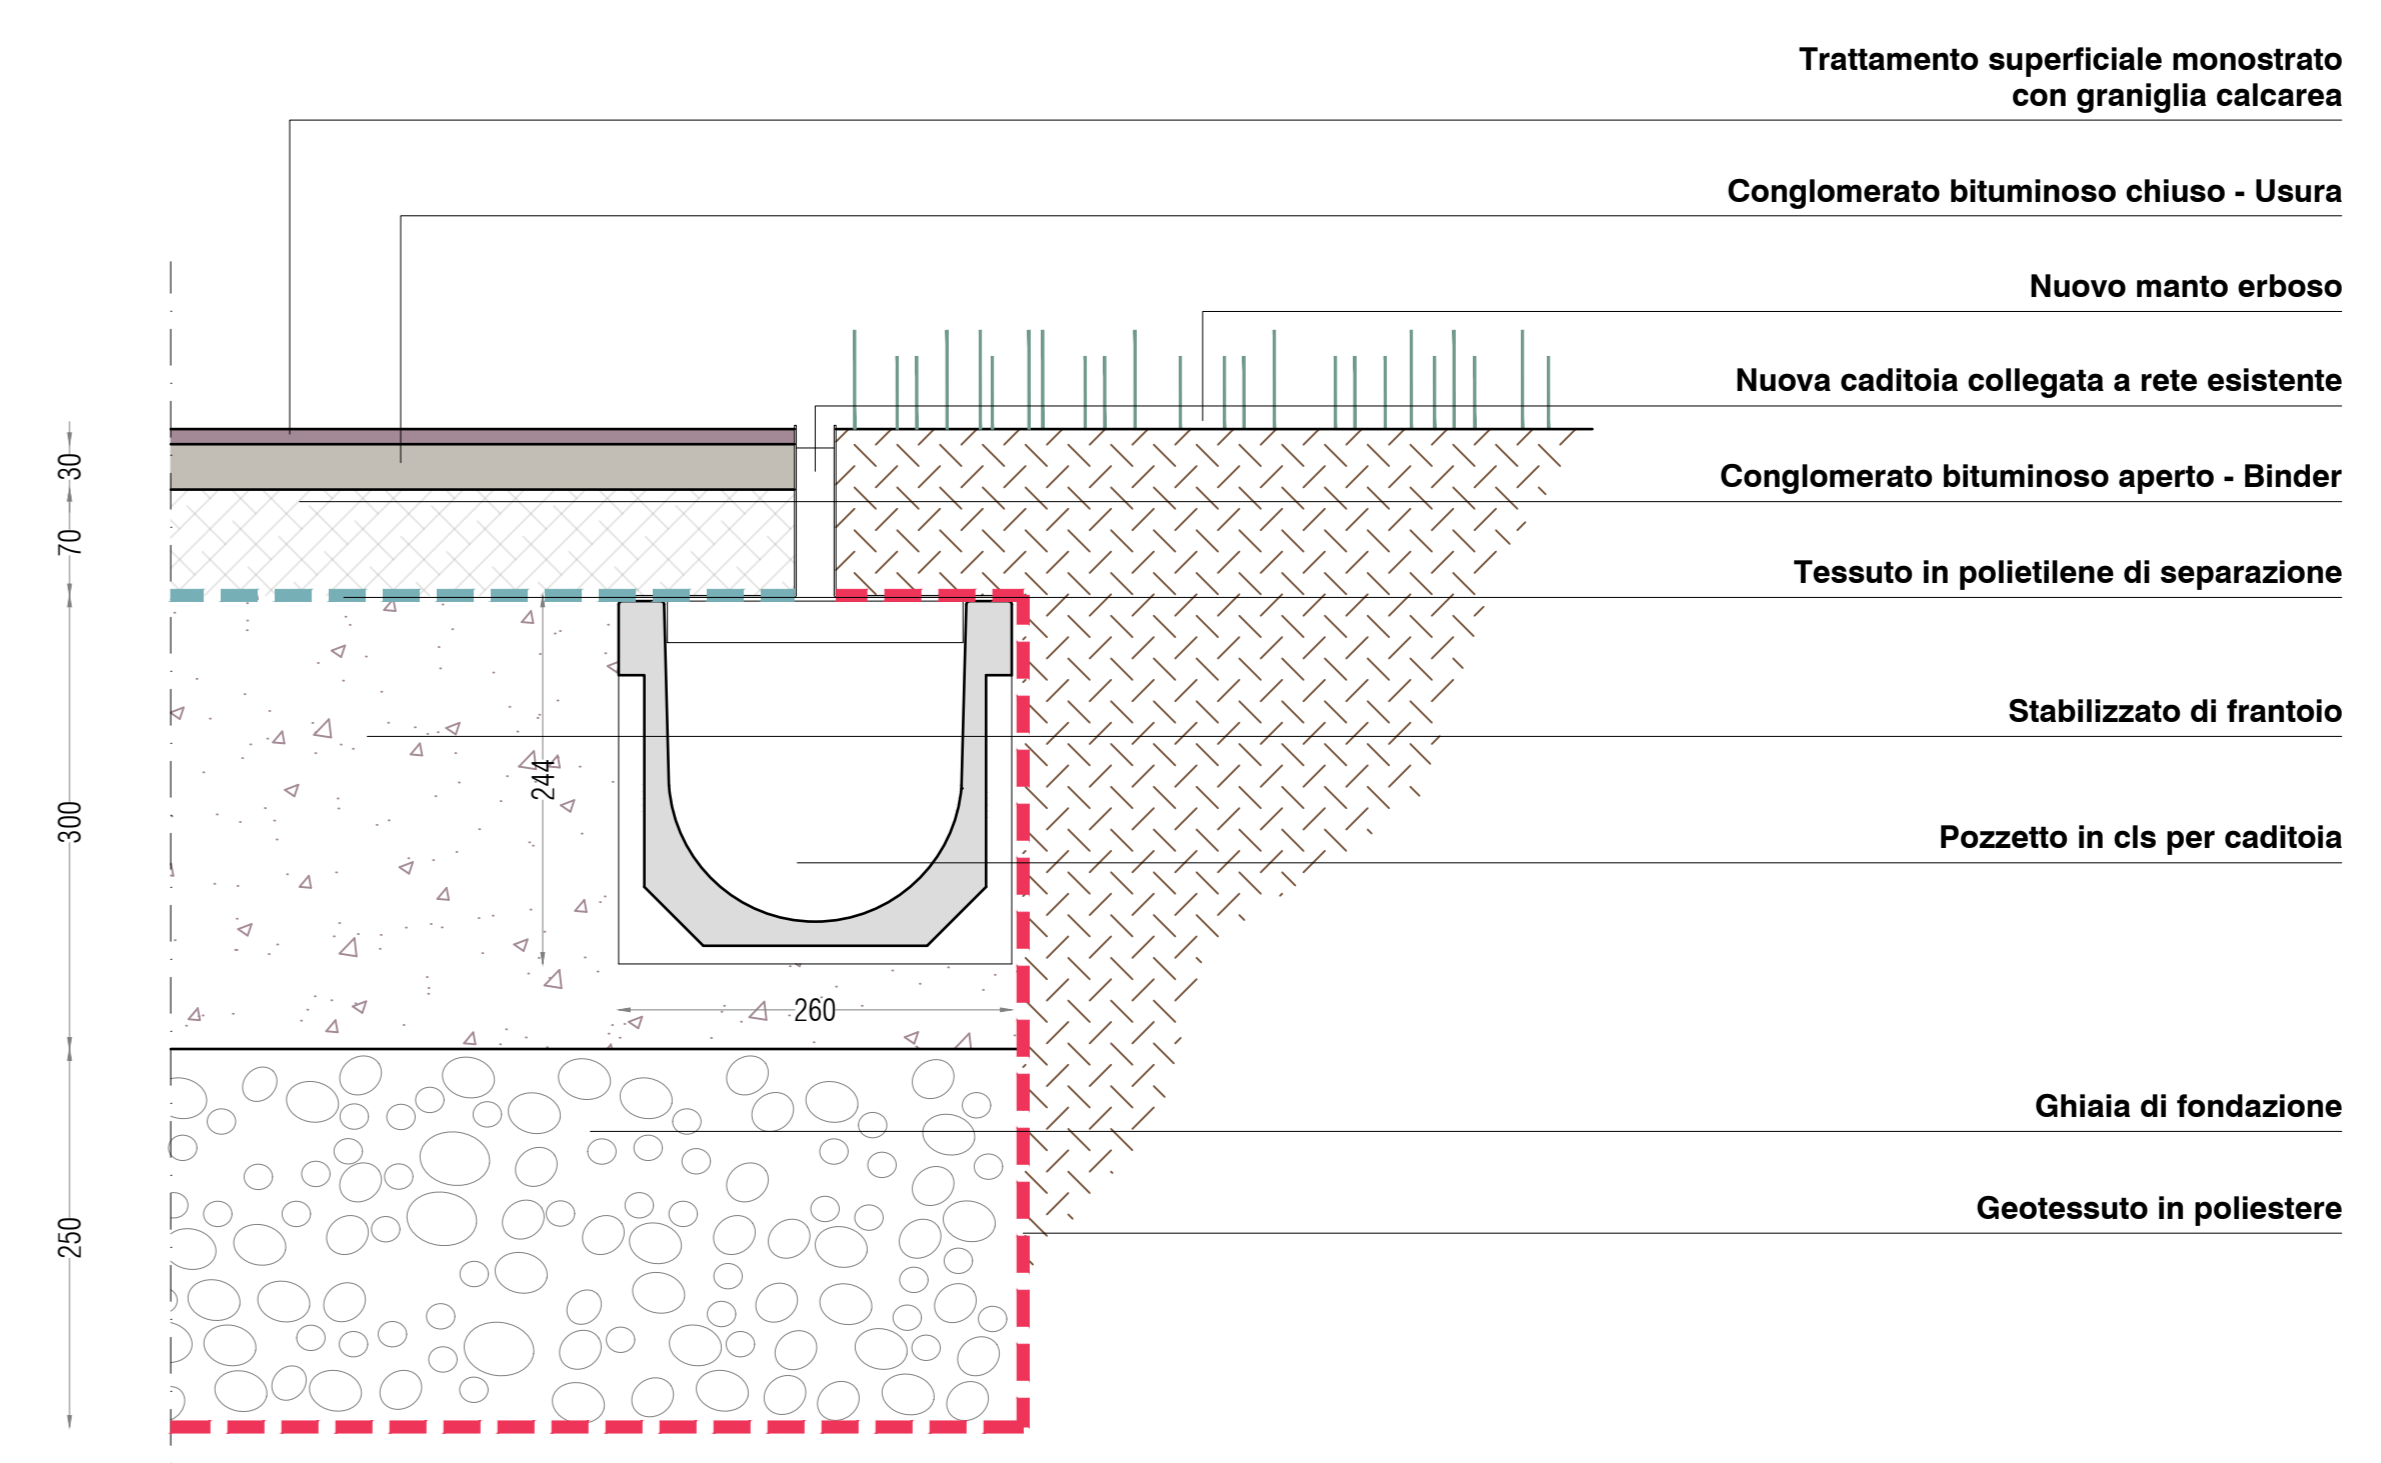 Trattamento superficiale monostrato
con graniglia calcarea
Conglomerato bituminoso chiuso - Usura
Nuovo manto erboso
Nuova caditoia collegata a rete esistente
Conglomerato bituminoso aperto - Binder
Tessuto in polietilene di separazione
Stabilizzato di frantoio
Pozzetto in cls per caditoia
Ghiaia di fondazione
Geotessuto in poliestere
30
70
300
250
244
260